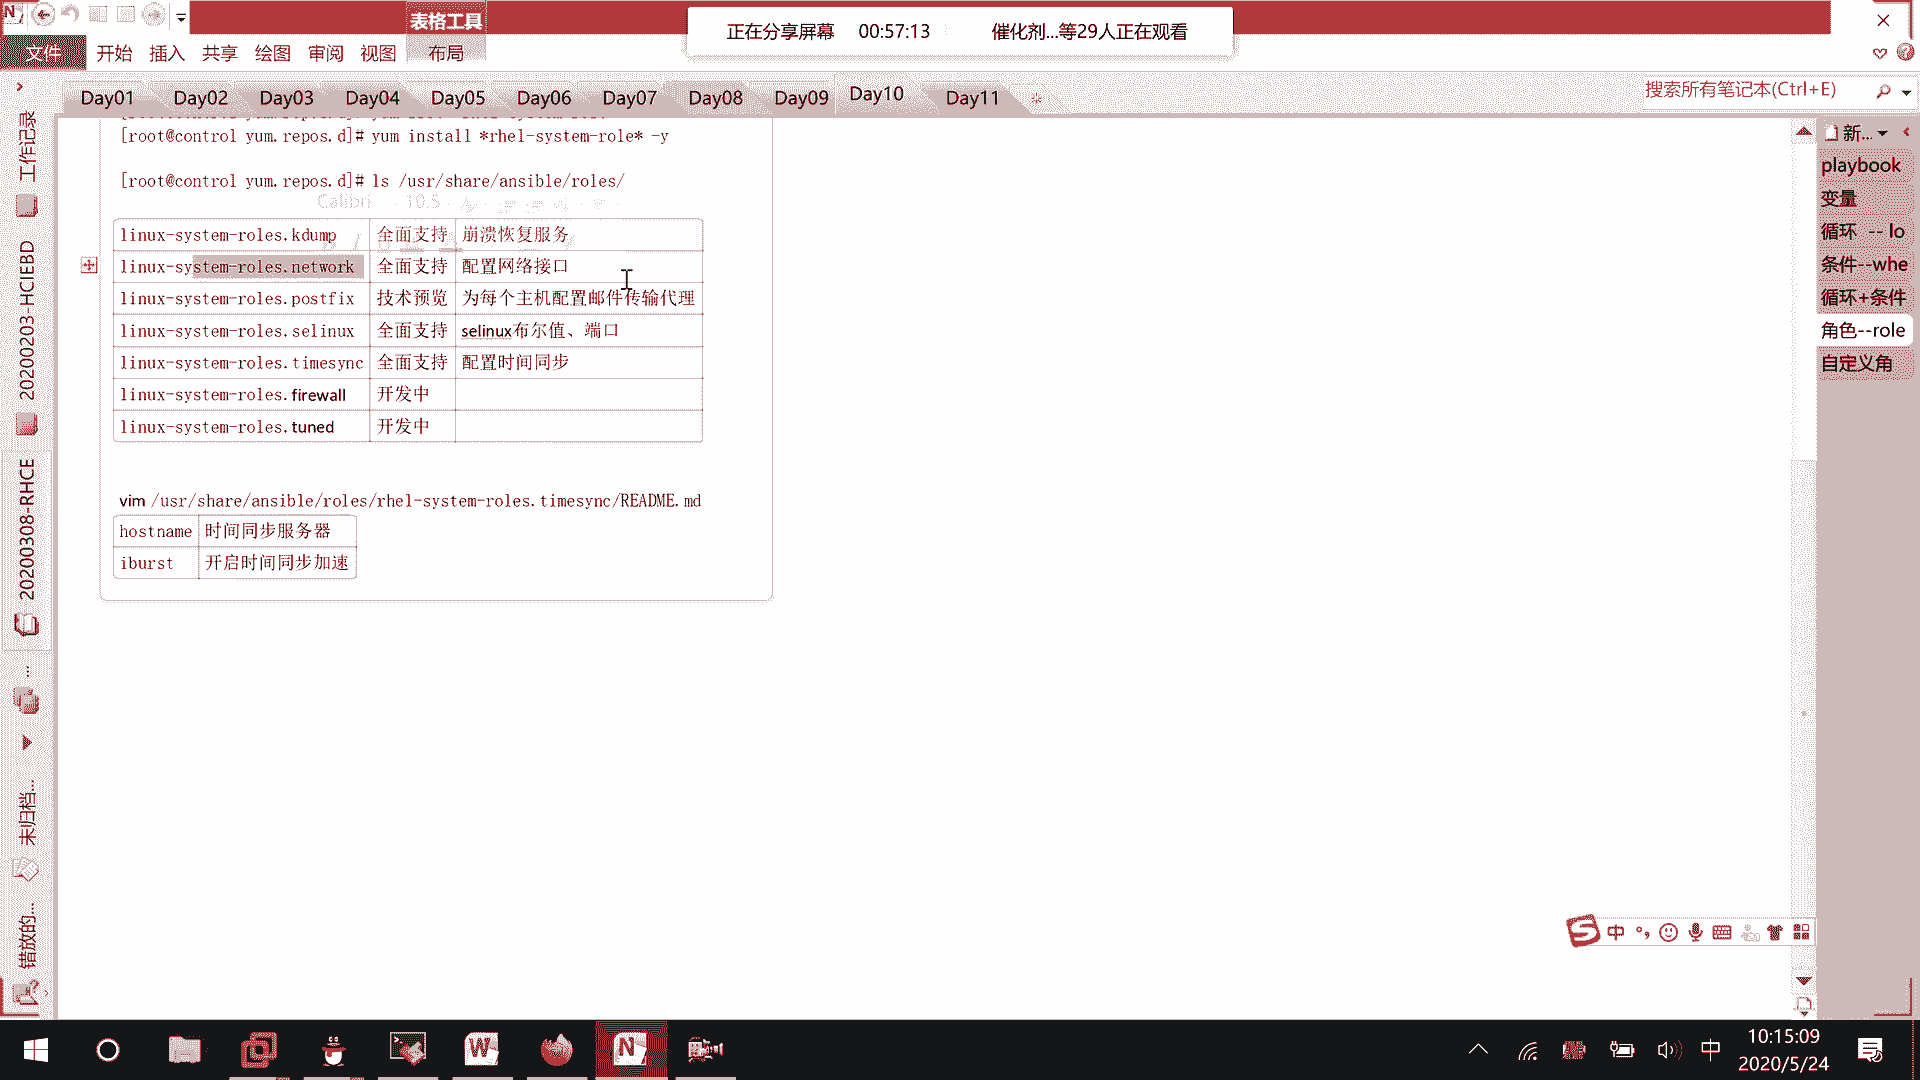 表格工具
正在分享屏幕 00:57:13 催化剂...等29人正在观看
文件 开始 插入 共享 绘图 审阅 视图 布局
Day01 Day02 Day03 Day04 Day05 Day06 Day07 Day08 Day09 Day10 Day11
搜索所有笔记本(Ctrl+E)
[root@control yum.repos.d]# yum install *rhel-system-role* -y
[root@control yum.repos.d]# ls /usr/share/ansible/roles/
Calibri 10.5
linux-system-roles.kdump 全面支持 崩溃恢复服务
linux-system-roles.network 全面支持 配置网络接口
linux-system-roles.postfix 技术预览 为每个主机配置邮件传输代理
linux-system-roles.selinux 全面支持 selinux布尔值、端口
linux-system-roles.timesync 全面支持 配置时间同步
linux-system-roles.firewall 开发中
linux-system-roles.tuned 开发中
vim /usr/share/ansible/roles/rhel-system-roles.timesync/README.md
hostname 时间同步服务器
iburst 开启时间同步加速
工作记录
20200203-HCIEBD
20200308-RHCE
...
未归档...
错放的...
新...
playbook
变量
循环 -- lo
条件--whe
循环+条件
角色--role
自定义角
中
中
10:15:09
2020/5/24